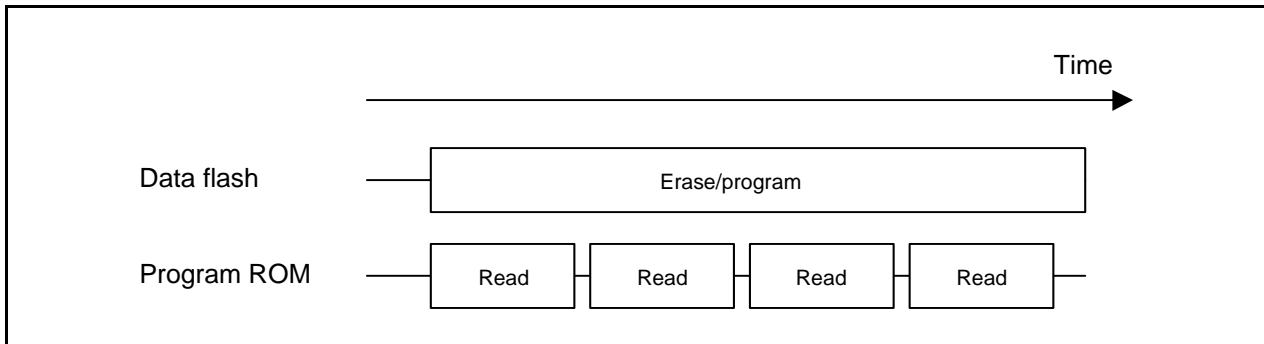 Time
Data flash
Erase/program
Program ROM
Read
Read
Read
Read